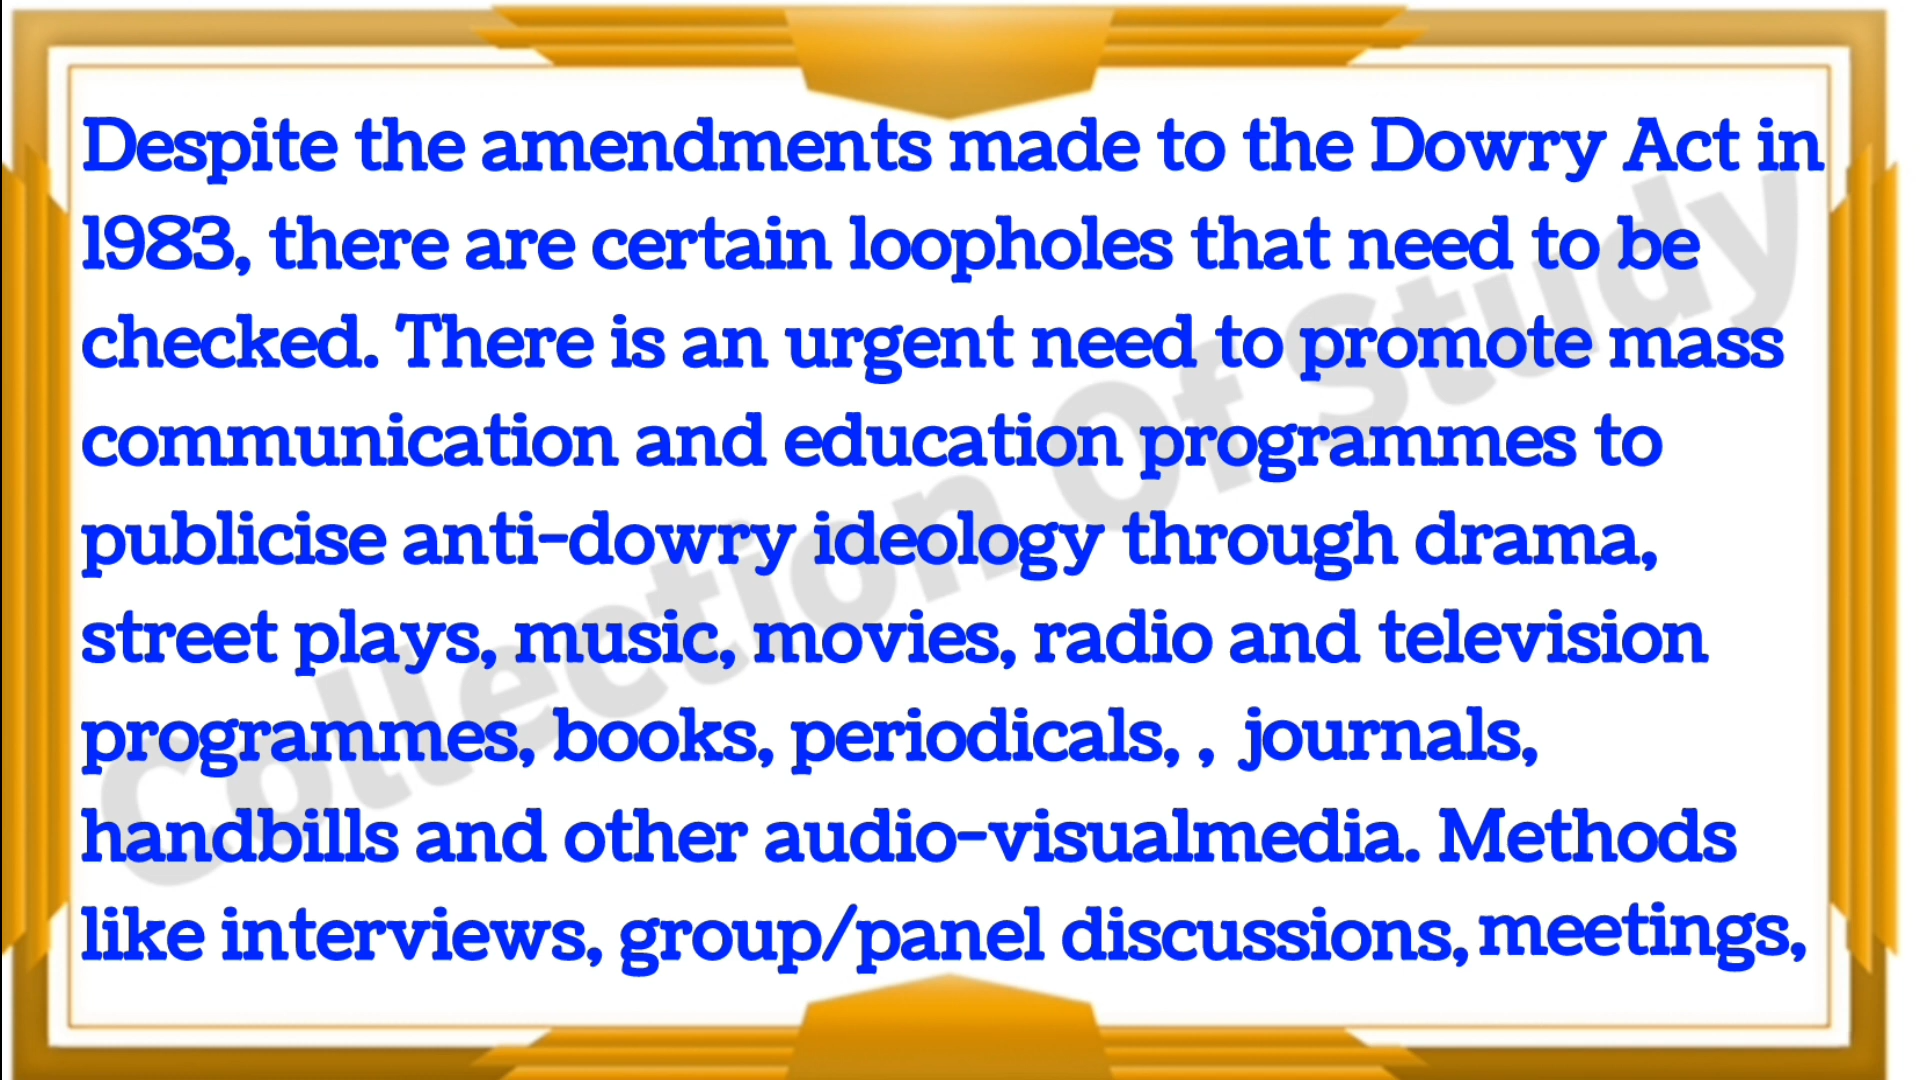 Despite the amendments made to the Dowry Act in
1983, there are certain loopholes that need to be
checked. There is an urgent need to promote mass
communication and education programmes to
publicise anti-dowry ideology through drama,
street plays, music, movies, radio and television
programmes, books, periodicals, , journals,
handbills and other audio-visualmedia. Methods
like interviews, group/panel discussions, meetings,
Collection Of Study